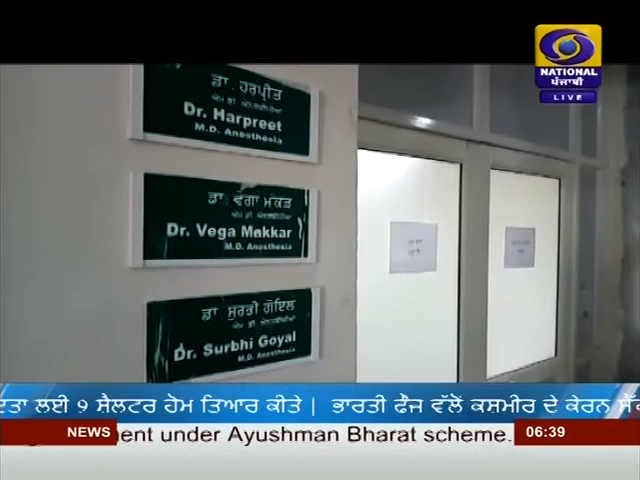 NATIONAL
ਪੰਜਾਬੀ
LIVE
ਡਾ. ਹਰਪ੍ਰੀਤ
Dr. Harpreet
M.D. Anesthesia
ਡਾ. ਵੇਗਾ ਮੱਕੜ
Dr. Vega Makkar
M.D. Anesthesia
ਡਾ. ਸੁਰਭੀ ਗੋਇਲ
Dr. Surbhi Goyal
M.D. Anesthesia
ਲਈ 9 ਸ਼ੈਲਟਰ ਹੋਮ ਤਿਆਰ ਕੀਤੇ | ਭਾਰਤੀ ਫੌਜ ਵੱਲੋਂ ਕਸਮੀਰ ਦੇ ਕੇਰਨ
NEWS
ent under Ayushman Bharat scheme.
06:39